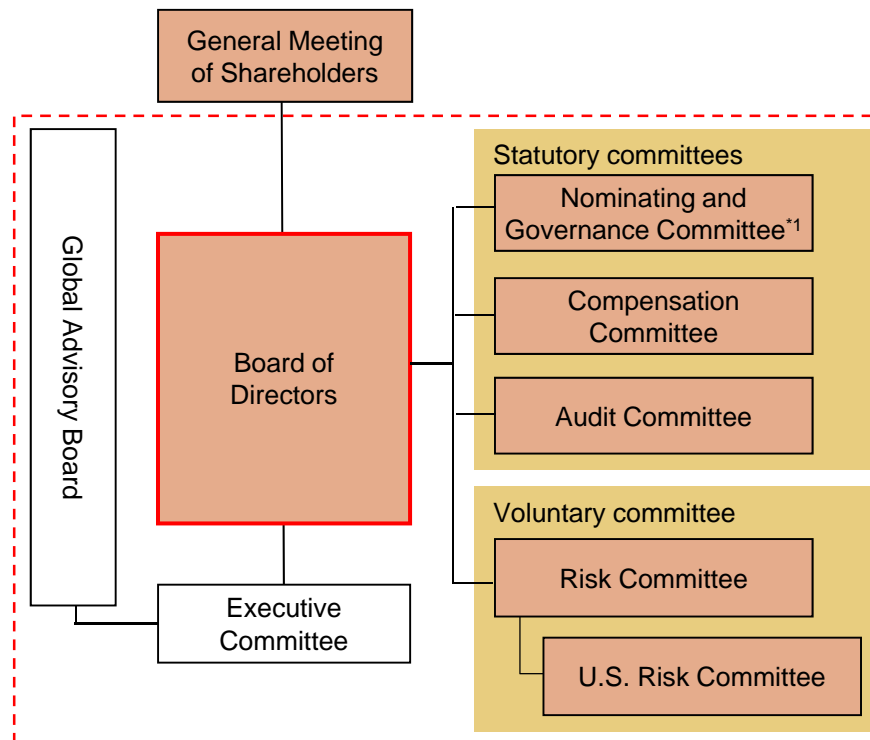 General Meeting
of Shareholders
Global Advisory Board
Board of
Directors
Executive
Committee
Statutory committees
Nominating and
Governance Committee*1
Compensation
Committee
Audit Committee
Voluntary committee
Risk Committee
U.S. Risk Committee